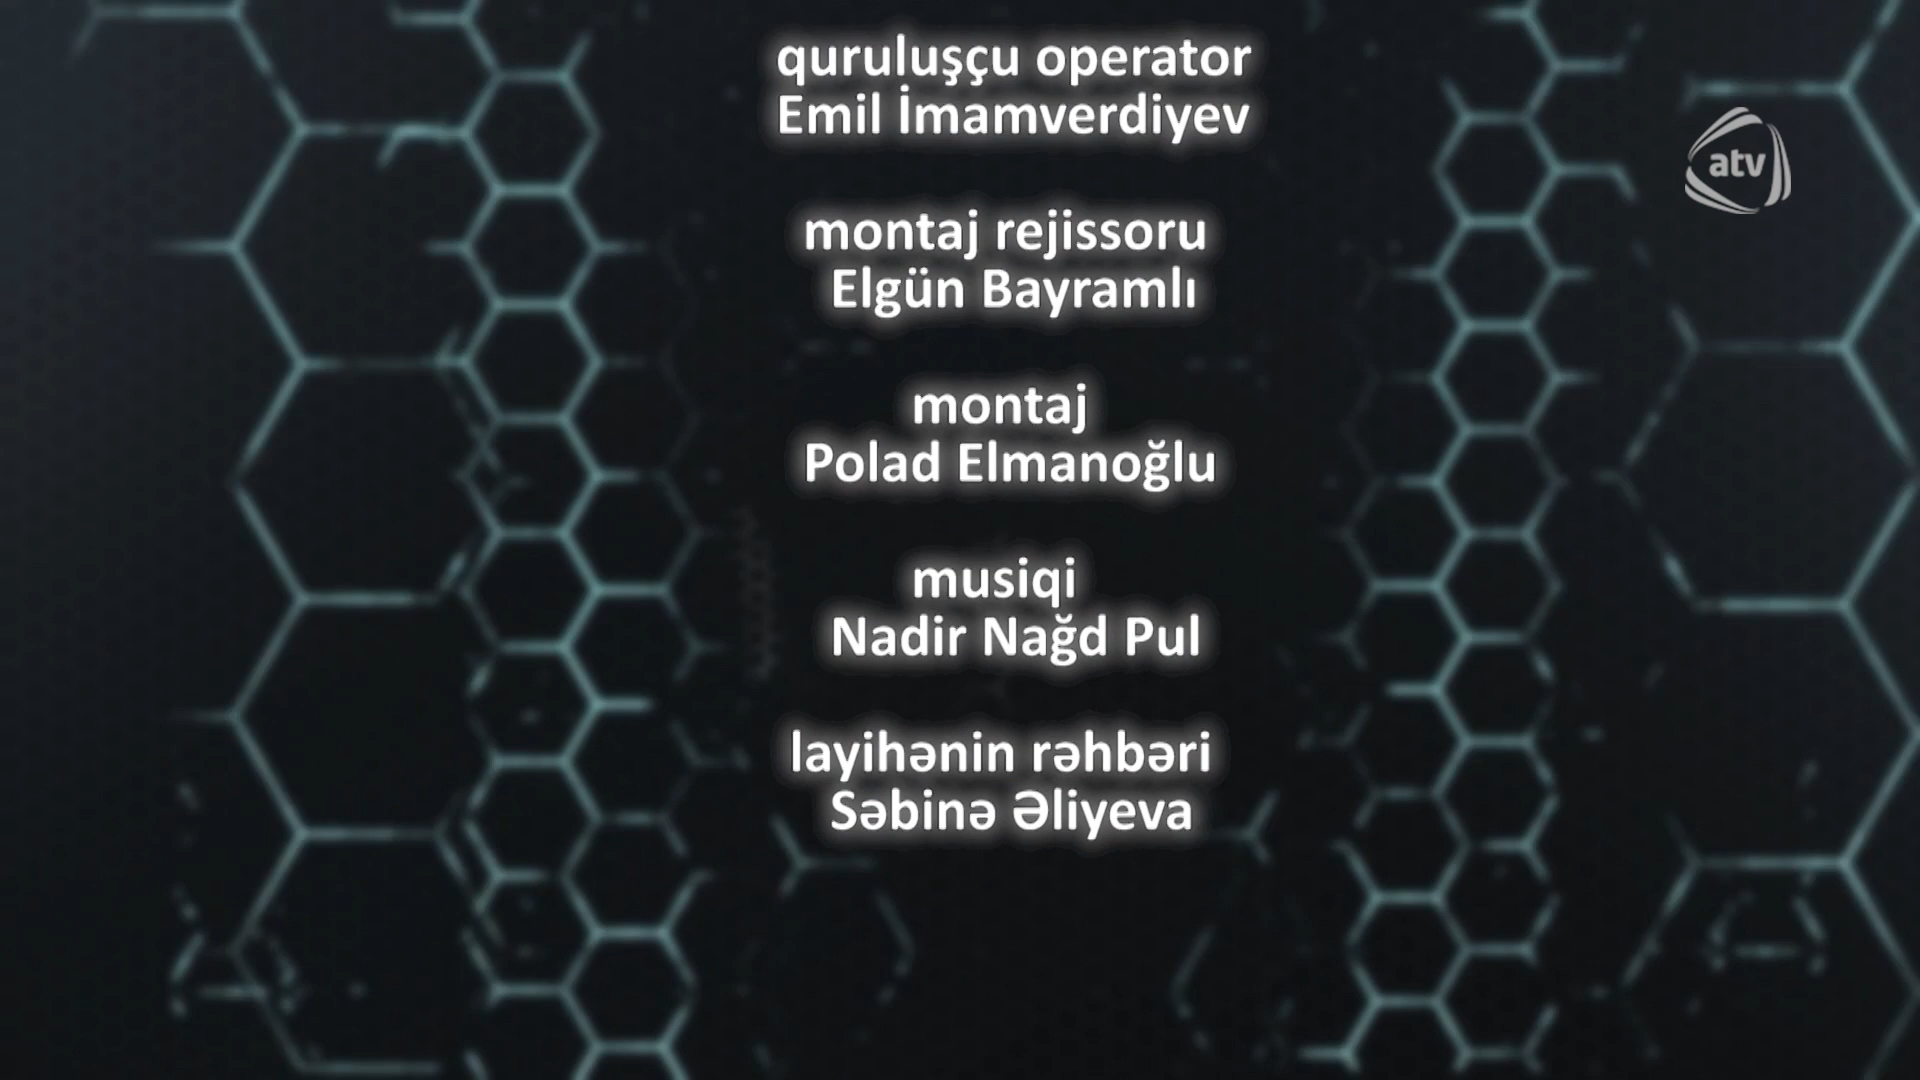 quruluşçu operator
Emil İmamverdiyev
atv
montaj rejissoru
Elgün Bayramlı
montaj
Polad Elmanoğlu
musiqi
Nadir Nağd Pul
layihənin rəhbəri
Səbinə Əliyeva